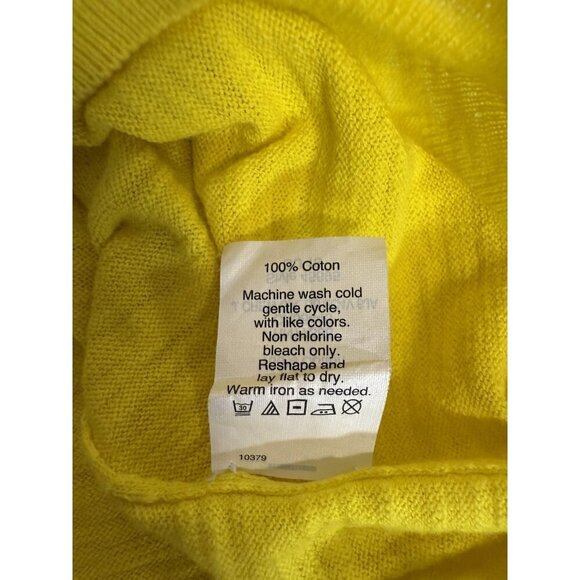 100% Coton
Machine wash cold
gentle cycle,
with like colors.
Non chlorine
bleach only.
Reshape and
lay flat to dry.
Warm iron as needed.
30
10379